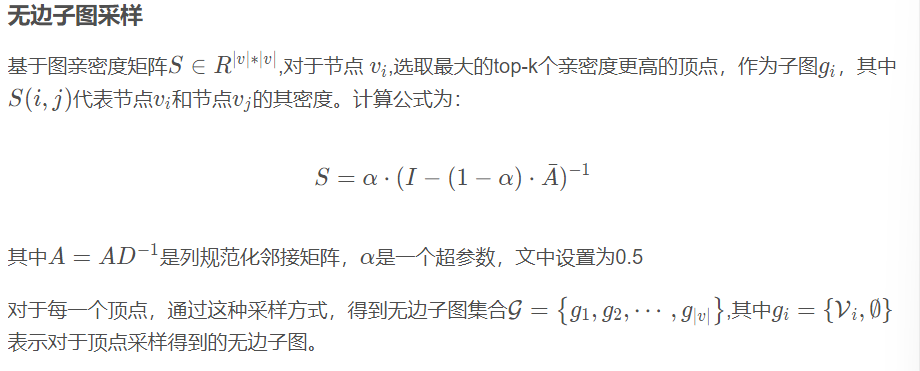 无边子图采样
基于图亲密度矩阵$S \in R^{|v|*|v|}$,对于节点 $v_i$,选取最大的top-k个亲密度更高的顶点，作为子图$g_i$，其中
$S(i,j)$代表节点$v_i$和节点$v_j$的其密度。计算公式为：
$S = \alpha \cdot (I - (1 - \alpha) \cdot \bar{A})^{-1}$
其中$A = AD^{-1}$是列规范化邻接矩阵，$\alpha$是一个超参数，文中设置为0.5
对于每一个顶点，通过这种采样方式，得到无边子图集合$\mathcal{G} = \{g_1, g_2, \cdots, g_{|v|}\}$,其中$g_i = \{\mathcal{V}_i, \emptyset\}$
表示对于顶点采样得到的无边子图。